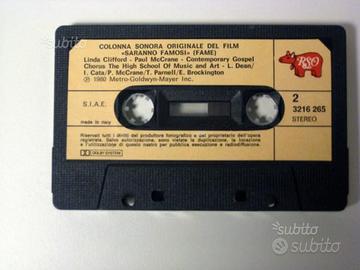 COLONNA SONORA ORIGINALE DEL FILM
«SARANNO FAMOSI» (FAME)
Linda Clifford - Paul McCrane - Contemporary Gospel
Chorus The High School Of Music and Art - L. Dean/
I. Cata/P. McCrane/T. Parnell/E. Brockington
℗ 1980 Metro-Goldwyn-Mayer Inc.
RSO
S.I.A.E.
2
3216 265
STEREO
made in Italy
Riservati tutti i diritti del produttore fonografico e del proprietario dell'opera
registrata. Salvo autorizzazione, sono vietate la duplicazione, la locazione
e l'utilizzazione di questo nastro per pubblica esecuzione e radiodiffusione.
DOLBY SYSTEM
subito
subito